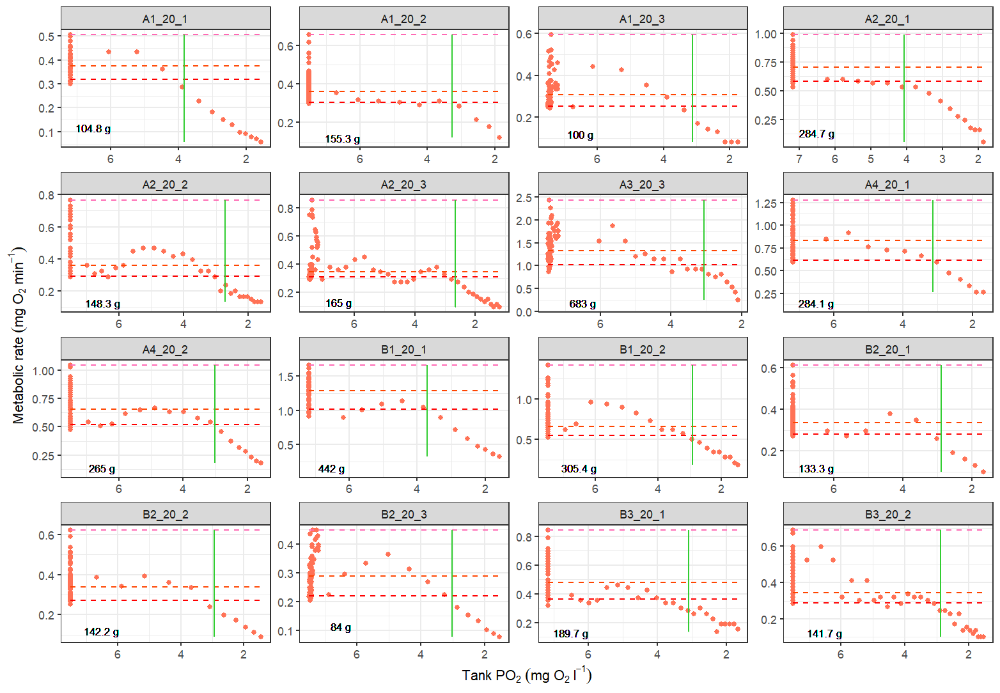 A1_20_1 A1_20_2 A1_20_3 A2_20_1
0.5 0.4 0.3 0.2 0.1
0.6 0.4 0.2
0.6 0.4 0.2
1.00 0.75 0.50 0.25
104.8 g 155.3 g 100 g 284.7 g
6 4 2 6 4 2 6 4 2 7 6 5 4 3 2
A2_20_2 A2_20_3 A3_20_3 A4_20_1
0.8 0.6 0.4 0.2
0.8 0.6 0.4 0.2
2.5 2.0 1.5 1.0 0.5 0.0
1.25 1.00 0.75 0.50 0.25
148.3 g 165 g 683 g 284.1 g
6 4 2 6 4 2 6 4 2 6 4 2
Metabolic rate (mg O₂ min⁻¹)
A4_20_2 B1_20_1 B1_20_2 B2_20_1
1.00 0.75 0.50 0.25
1.5 1.0 0.5
1.0 0.5
0.6 0.4 0.2
265 g 442 g 305.4 g 133.3 g
6 4 2 6 4 2 6 4 2 6 4 2
B2_20_2 B2_20_3 B3_20_1 B3_20_2
0.6 0.4 0.2
0.4 0.3 0.2 0.1
0.8 0.6 0.4 0.2
0.6 0.4 0.2
142.2 g 84 g 189.7 g 141.7 g
6 4 2 6 4 2 6 4 2 6 4 2
Tank PO₂ (mg O₂ l⁻¹)